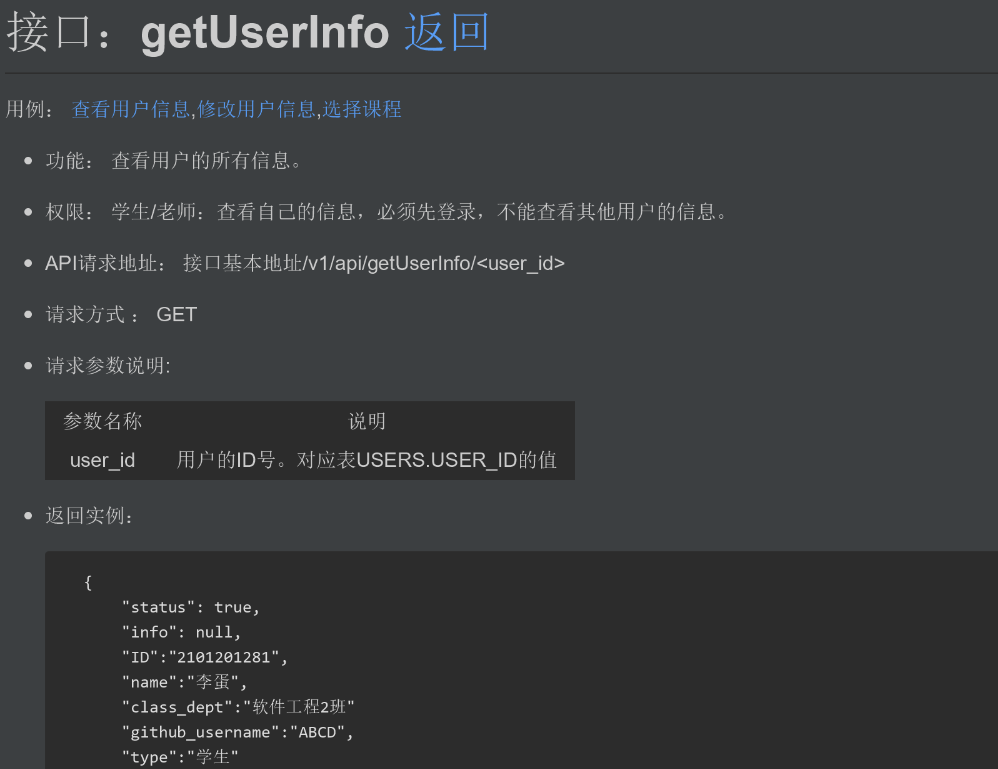 接口：getUserInfo 返回
用例： 查看用户信息,修改用户信息,选择课程
功能： 查看用户的所有信息。
权限： 学生/老师：查看自己的信息，必须先登录，不能查看其他用户的信息。
API请求地址： 接口基本地址/v1/api/getUserInfo/<user_id>
请求方式 ： GET
请求参数说明:
参数名称 说明
user_id 用户的ID号。对应表USERS.USER_ID的值
返回实例：
{
"status": true,
"info": null,
"ID":"2101201281",
"name":"李蛋",
"class_dept":"软件工程2班"
"github_username":"ABCD",
"type":"学生"